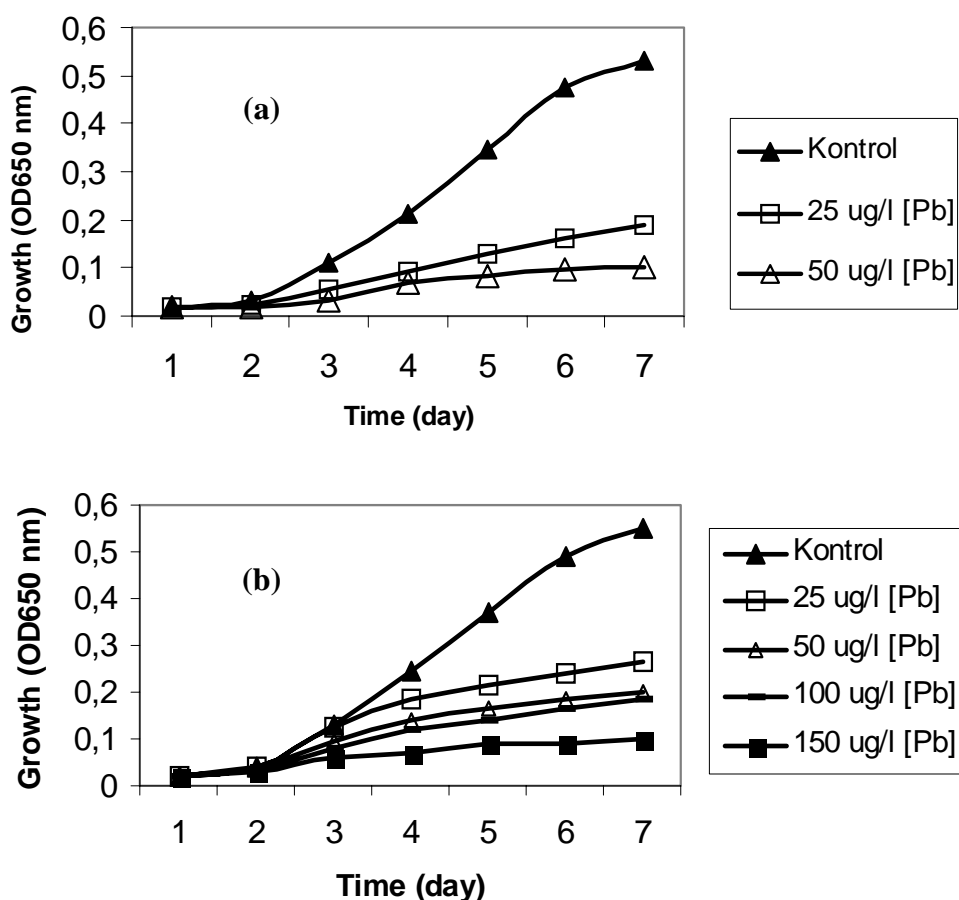 0,6
0,5
0,4
0,3
0,2
0,1
0
Growth (OD650 nm)
(a)
1 2 3 4 5 6 7
Time (day)
Kontrol
25 ug/l [Pb]
50 ug/l [Pb]
0,6
0,5
0,4
0,3
0,2
0,1
0
Growth (OD650 nm)
(b)
1 2 3 4 5 6 7
Time (day)
Kontrol
25 ug/l [Pb]
50 ug/l [Pb]
100 ug/l [Pb]
150 ug/l [Pb]